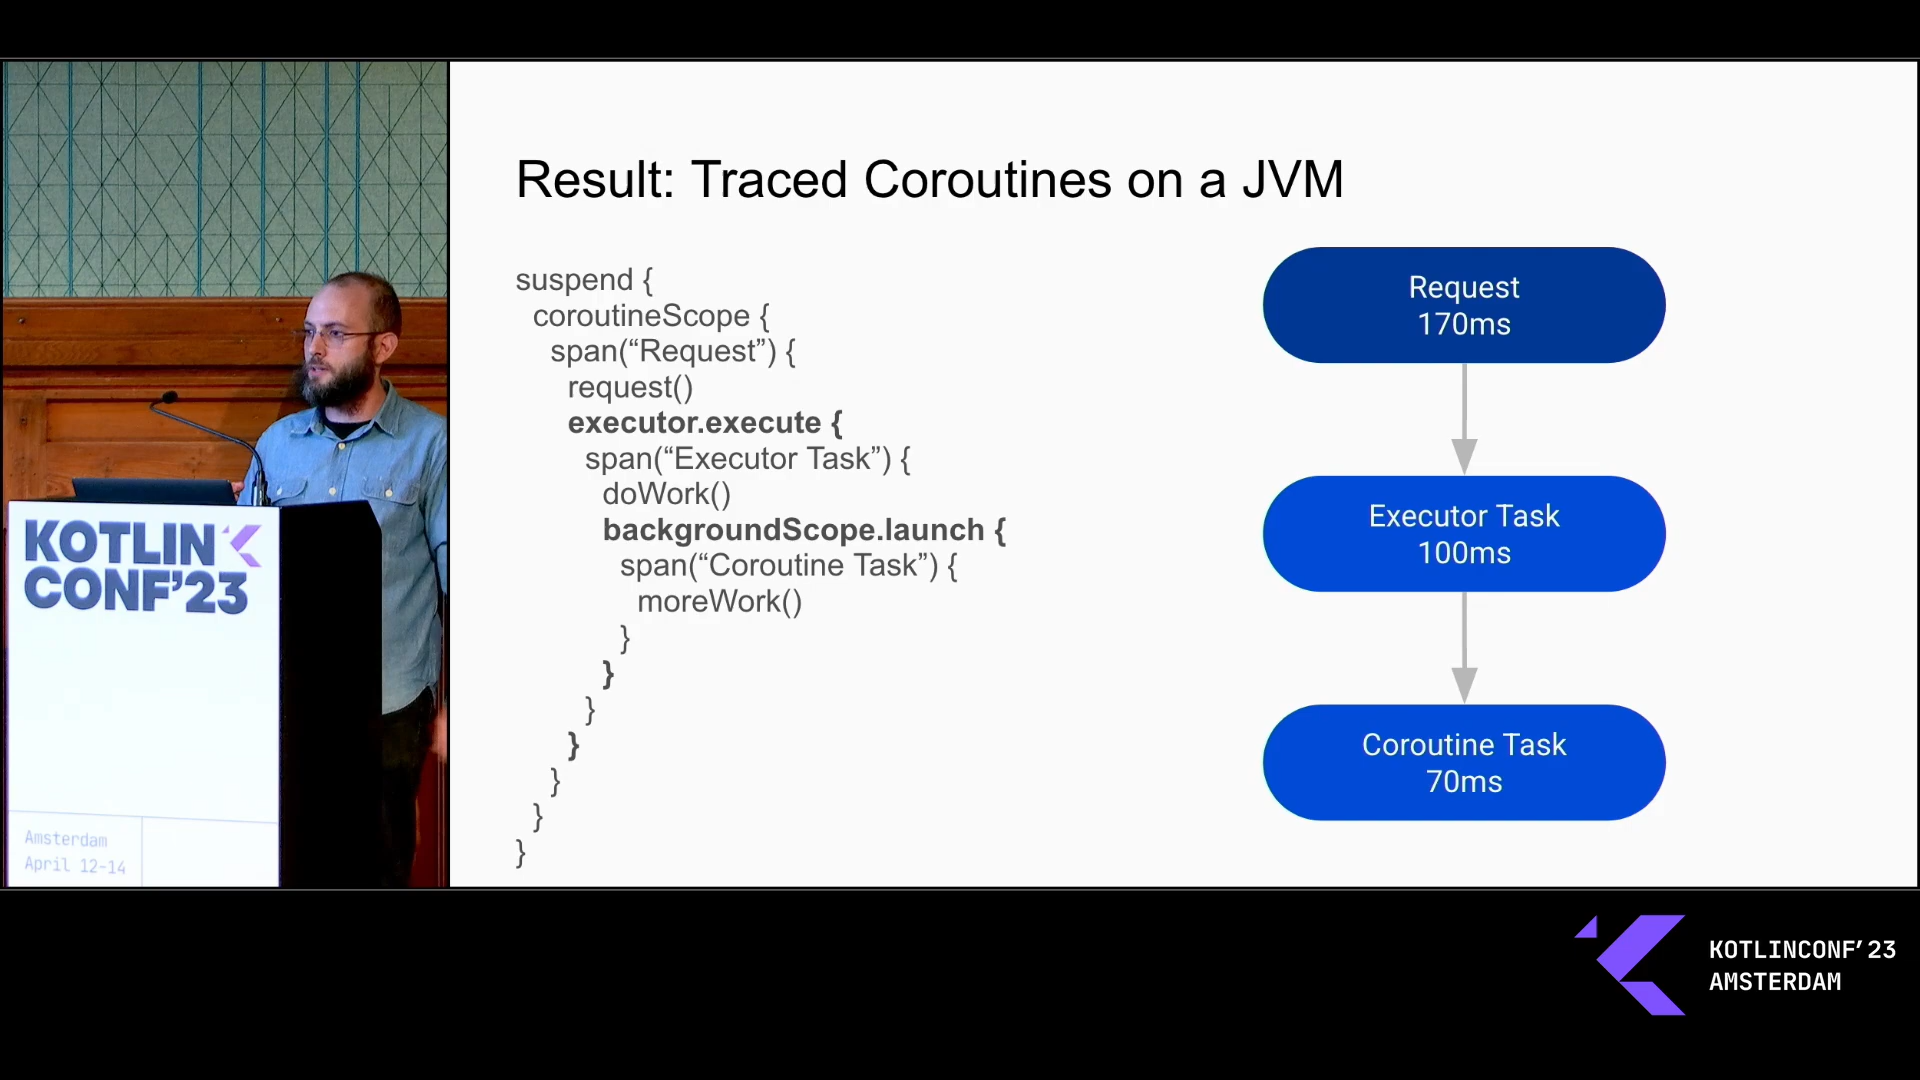 Result: Traced Coroutines on a JVM
suspend {
coroutineScope {
span(“Request”) {
request()
executor.execute {
span(“Executor Task”) {
doWork()
backgroundScope.launch {
span(“Coroutine Task”) {
moreWork()
}
}
}
}
}
}
}
Request
170ms
Executor Task
100ms
Coroutine Task
70ms
KOTLIN
CONF’23
Amsterdam
April 12-14
KOTLINCONF’23
AMSTERDAM